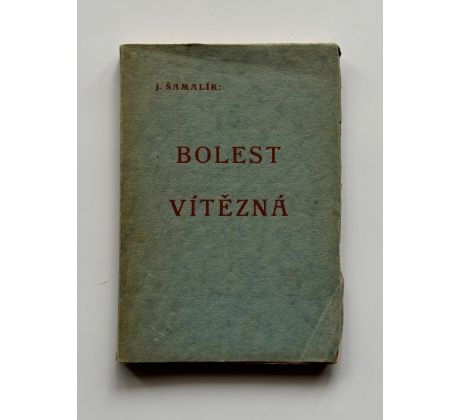 J. ŠAMALÍK:
BOLEST
VÍTĚZNÁ